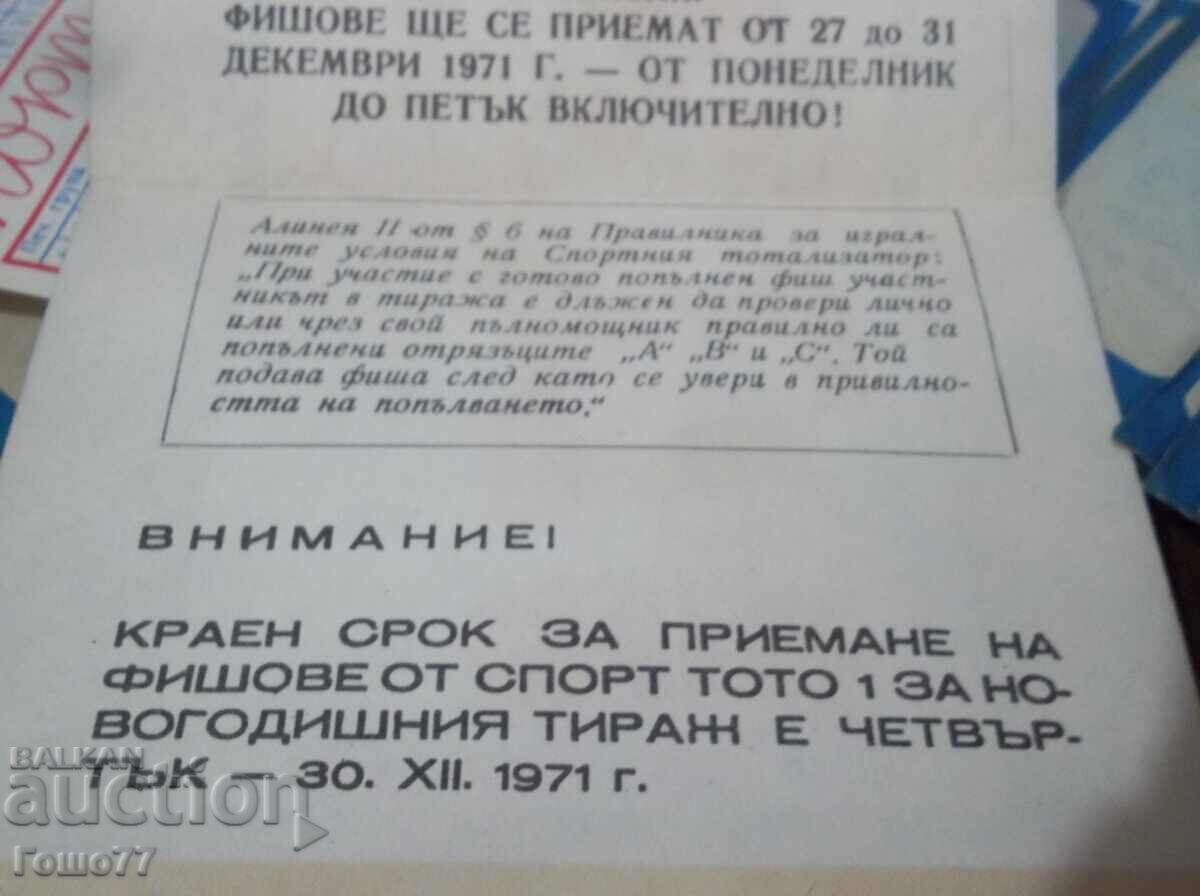 ФИШОВЕ ЩЕ СЕ ПРИЕМАТ ОТ 27 до 31
ДЕКЕМВРИ 1971 Г. — ОТ ПОНЕДЕЛНИК
ДО ПЕТЪК ВКЛЮЧИТЕЛНО!
Алинея II от § 6 на Правилника за играл-
ните условия на Спортния тотализатор:
„При участие с готово попълнен фиш участ-
никът в тиража е длъжен да провери лично
или чрез свой пълномощник правилно ли са
попълнени отрязъците „А“ „В“ и „С“. Той
подава фиша след като се увери в привилно-
стта на попълването.“
ВНИМАНИЕ!
КРАЕН СРОК ЗА ПРИЕМАНЕ НА
ФИШОВЕ ОТ СПОРТ ТОТО 1 ЗА НО-
ВОГОДИШНИЯ ТИРАЖ Е ЧЕТВЪР-
ТЪК — 30. XII. 1971 г.
BALKAN
auction
Гошо77